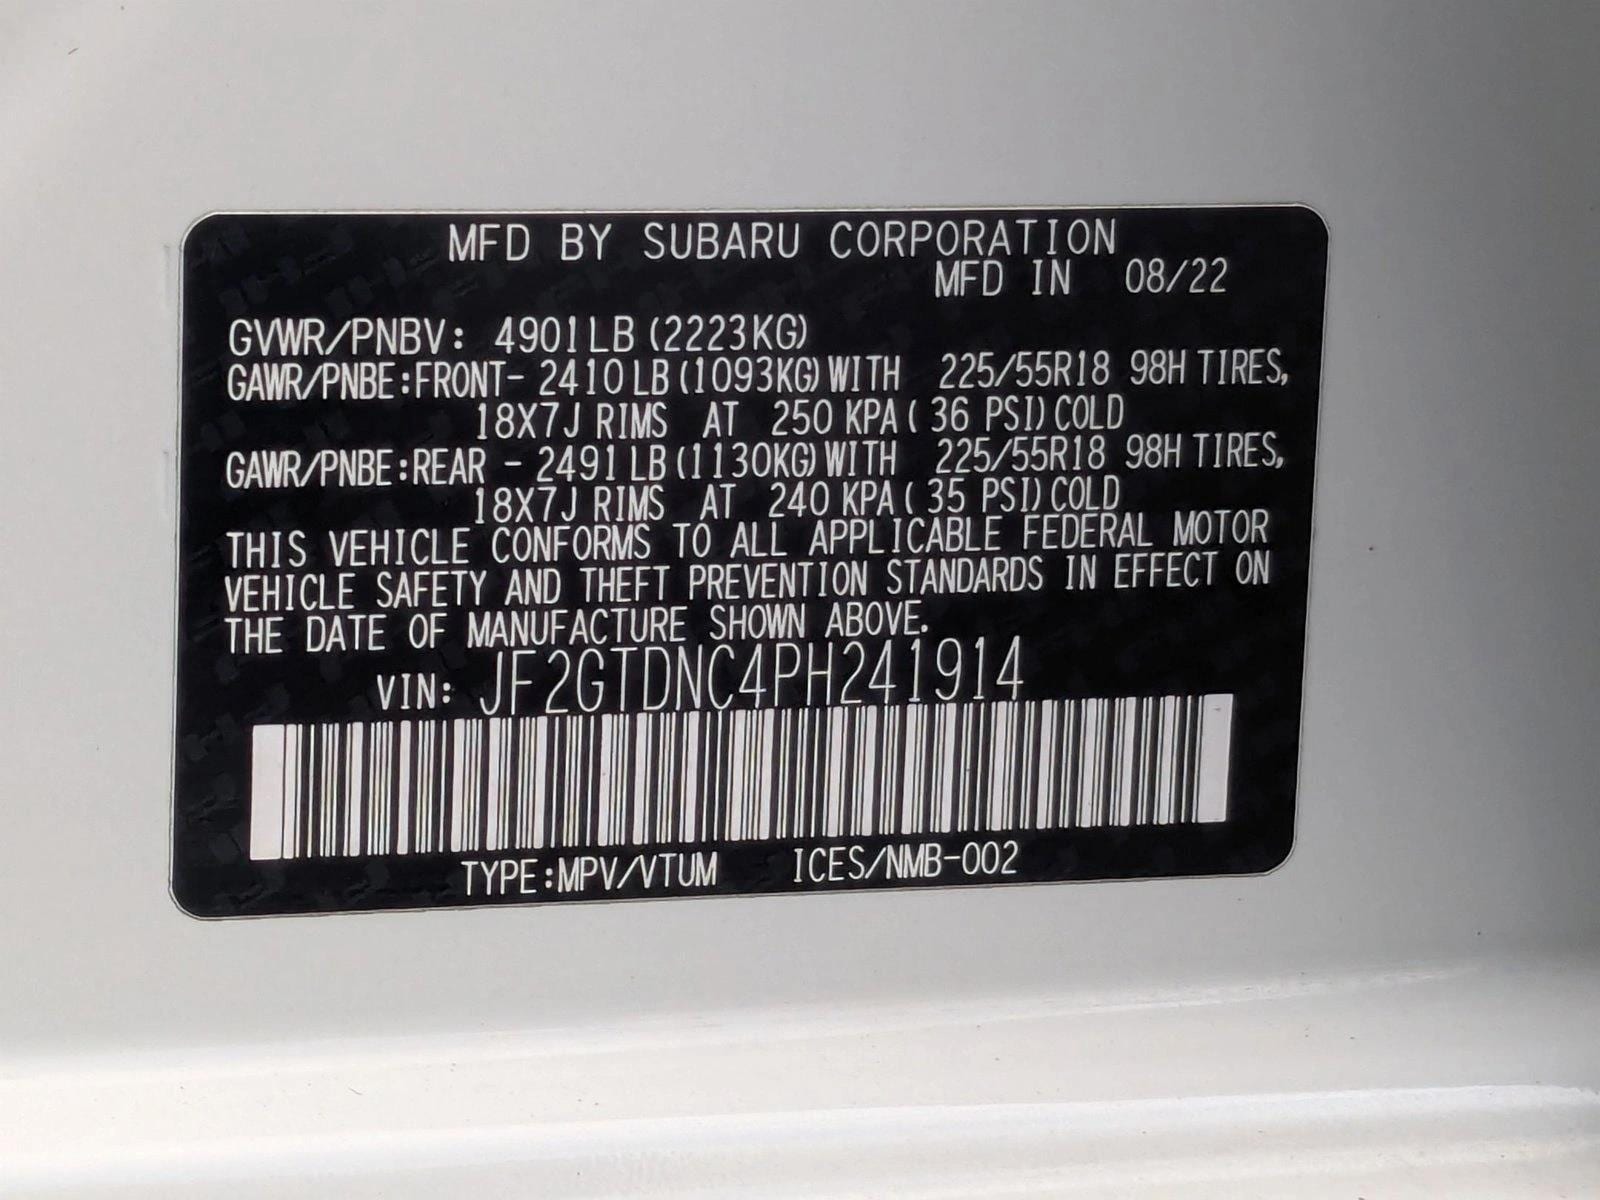 MFD BY SUBARU CORPORATION
MFD IN 08/22
GVWR/PNBV: 4901LB (2223KG)
GAWR/PNBE:FRONT- 2410LB(1093KG)WITH 225/55R18 98H TIRES,
18X7J RIMS AT 250 KPA( 36 PSI)COLD
GAWR/PNBE:REAR - 2491LB(1130KG)WITH 225/55R18 98H TIRES,
18X7J RIMS AT 240 KPA( 35 PSI)COLD
THIS VEHICLE CONFORMS TO ALL APPLICABLE FEDERAL MOTOR
VEHICLE SAFETY AND THEFT PREVENTION STANDARDS IN EFFECT ON
THE DATE OF MANUFACTURE SHOWN ABOVE.
VIN: JF2GTDNC4PH241914
TYPE:MPV/VTUM ICES/NMB-002